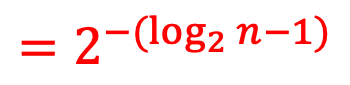 = 2^{-(log_2 n-1)}